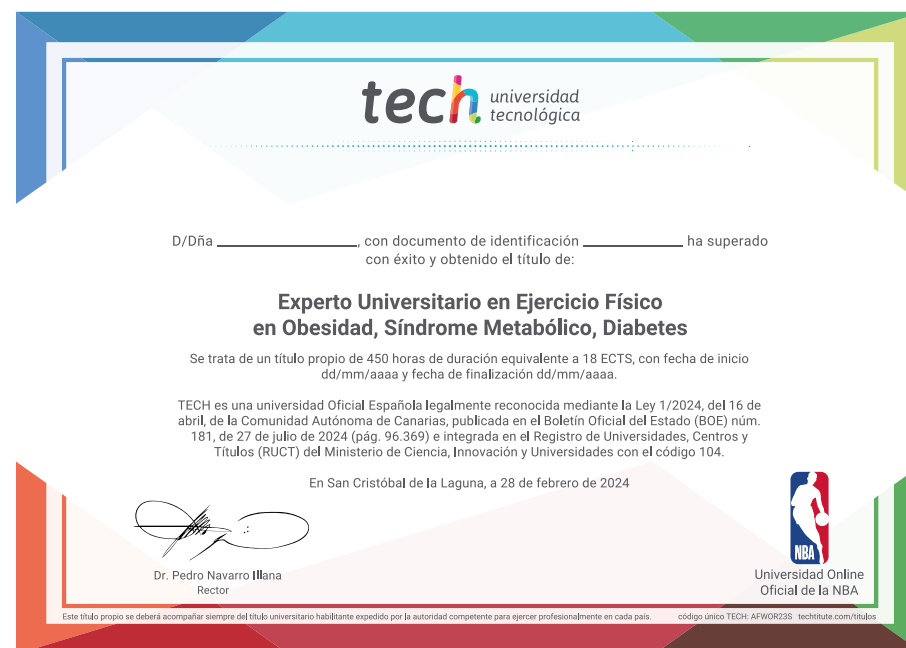 tech universidad
tecnológica
D/Dña ______________, con documento de identificación __________ ha superado
con éxito y obtenido el título de:
Experto Universitario en Ejercicio Físico
en Obesidad, Síndrome Metabólico, Diabetes
Se trata de un título propio de 450 horas de duración equivalente a 18 ECTS, con fecha de inicio
dd/mm/aaaa y fecha de finalización dd/mm/aaaa.
TECH es una universidad Oficial Española legalmente reconocida mediante la Ley 1/2024, del 16 de
abril, de la Comunidad Autónoma de Canarias, publicada en el Boletín Oficial del Estado (BOE) núm.
181, de 27 de julio de 2024 (pág. 96.369) e integrada en el Registro de Universidades, Centros y
Títulos (RUCT) del Ministerio de Ciencia, Innovación y Universidades con el código 104.
En San Cristóbal de la Laguna, a 28 de febrero de 2024
Dr. Pedro Navarro Illana
Rector
NBA
Universidad Online
Oficial de la NBA
Este título propio se deberá acompañar siempre del título universitario habilitante expedido por la autoridad competente para ejercer profesionalmente en cada país. código único TECH: AFWOR23S techtitute.com/titulos